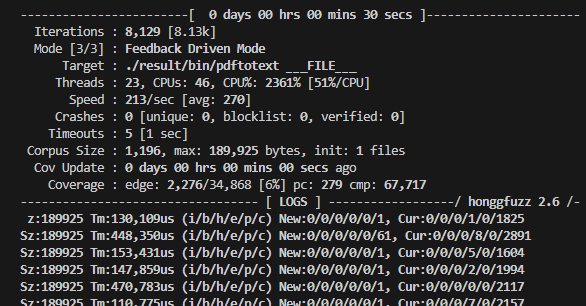 ------------------------[ 0 days 00 hrs 00 mins 30 secs ]----------------------
Iterations : 8,129 [8.13k]
Mode [3/3] : Feedback Driven Mode
Target : ./result/bin/pdftotext ___FILE___
Threads : 23, CPUs: 46, CPU%: 2361% [51%/CPU]
Speed : 213/sec [avg: 270]
Crashes : 0 [unique: 0, blocklist: 0, verified: 0]
Timeouts : 5 [1 sec]
Corpus Size : 1,196, max: 189,925 bytes, init: 1 files
Cov Update : 0 days 00 hrs 00 mins 00 secs ago
Coverage : edge: 2,276/34,868 [6%] pc: 279 cmp: 67,717
---------------------------------- [ LOGS ] ------------------/ honggfuzz 2.6 /-
z:189925 Tm:130,109us (i/b/h/e/p/c) New:0/0/0/0/0/1, Cur:0/0/0/1/0/1825
Sz:189925 Tm:448,350us (i/b/h/e/p/c) New:0/0/0/0/0/61, Cur:0/0/0/8/0/2891
Sz:189925 Tm:153,431us (i/b/h/e/p/c) New:0/0/0/0/0/1, Cur:0/0/0/5/0/1604
Sz:189925 Tm:147,859us (i/b/h/e/p/c) New:0/0/0/0/0/1, Cur:0/0/0/2/0/1994
Sz:189925 Tm:470,783us (i/b/h/e/p/c) New:0/0/0/0/0/1, Cur:0/0/0/0/0/2117
Sz:189925 Tm:110,775us (i/b/h/e/p/c) New:0/0/0/0/0/1, Cur:0/0/0/7/0/2157